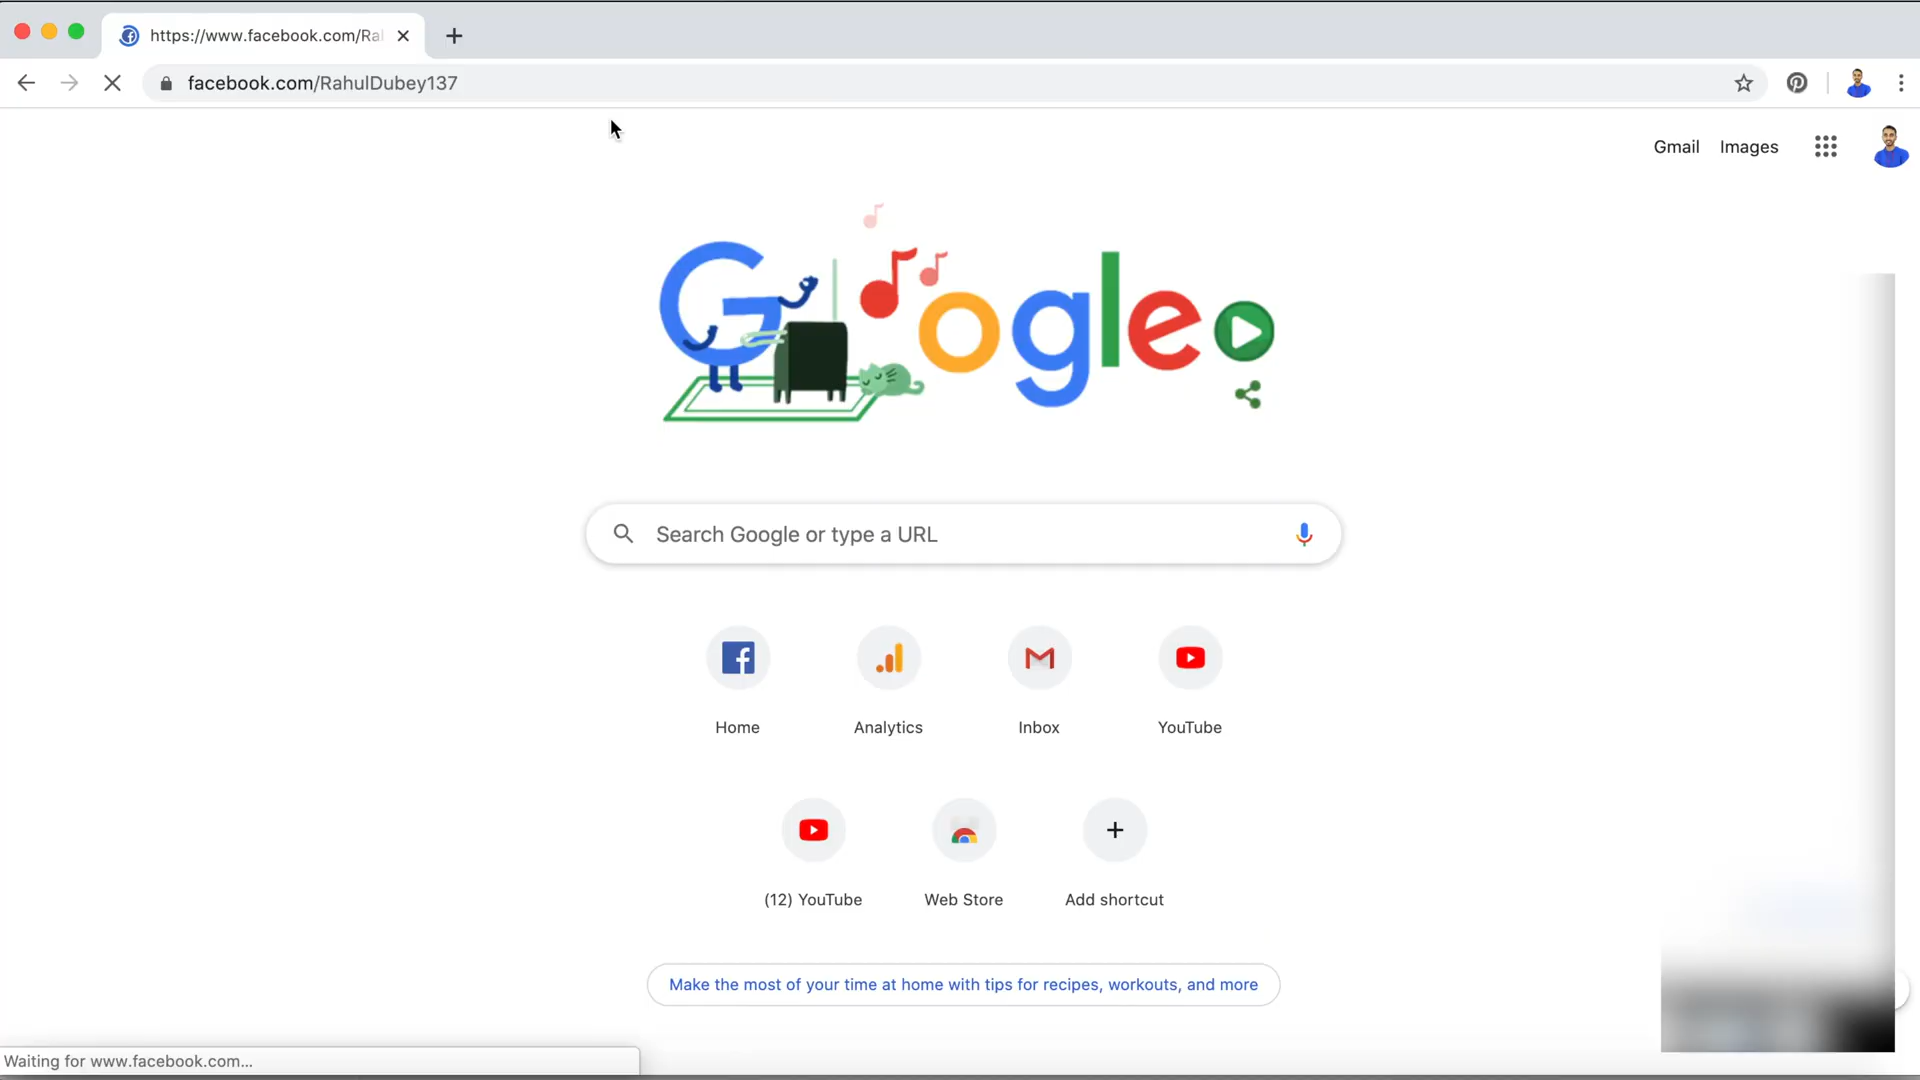 https://www.facebook.com/Ra
facebook.com/RahulDubey137
Gmail Images
Google
Search Google or type a URL
Home Analytics Inbox YouTube
(12) YouTube Web Store Add shortcut
Make the most of your time at home with tips for recipes, workouts, and more
Waiting for www.facebook.com...